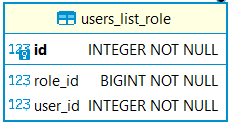 users_list_role
123 id INTEGER NOT NULL
123 role_id BIGINT NOT NULL
123 user_id INTEGER NOT NULL